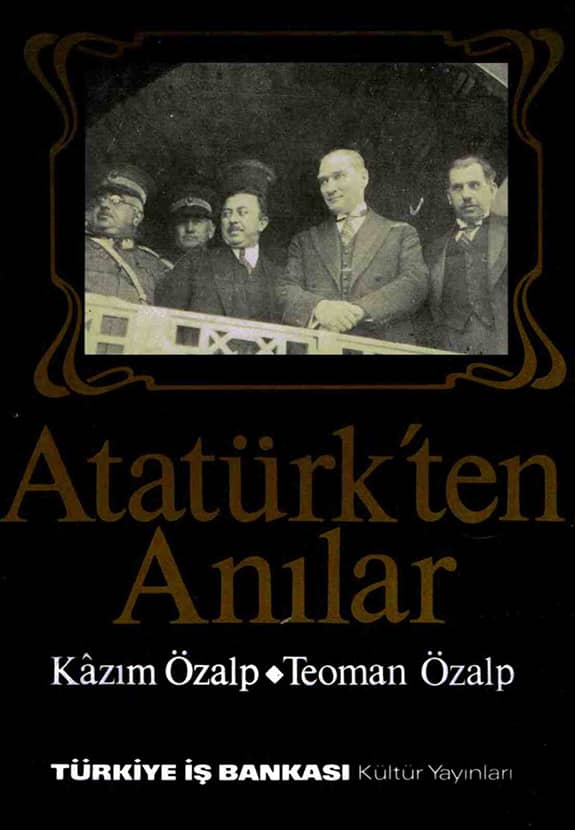 Atatürk'ten
Anılar
Kâzım Özalp ◆ Teoman Özalp
TÜRKİYE İŞ BANKASI Kültür Yayınları